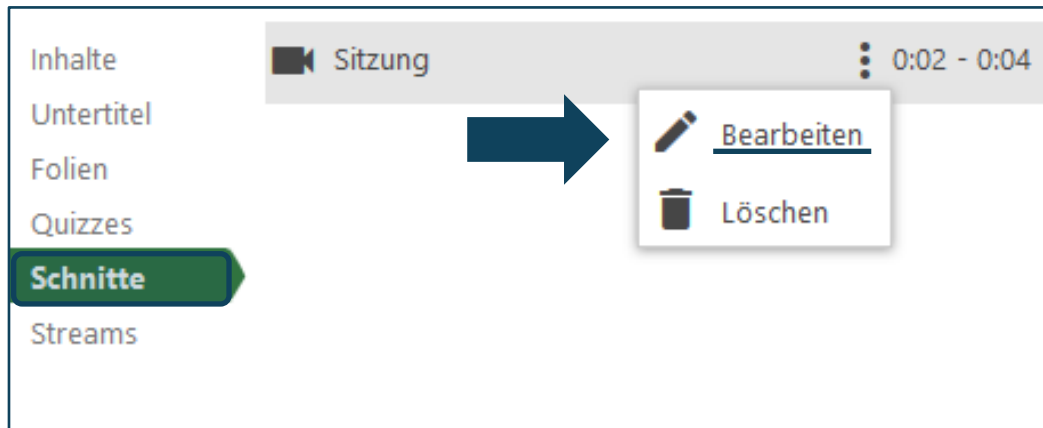 Inhalte
Untertitel
Folien
Quizzes
Schnitte
Streams
Sitzung 0:02 - 0:04
Bearbeiten
Löschen